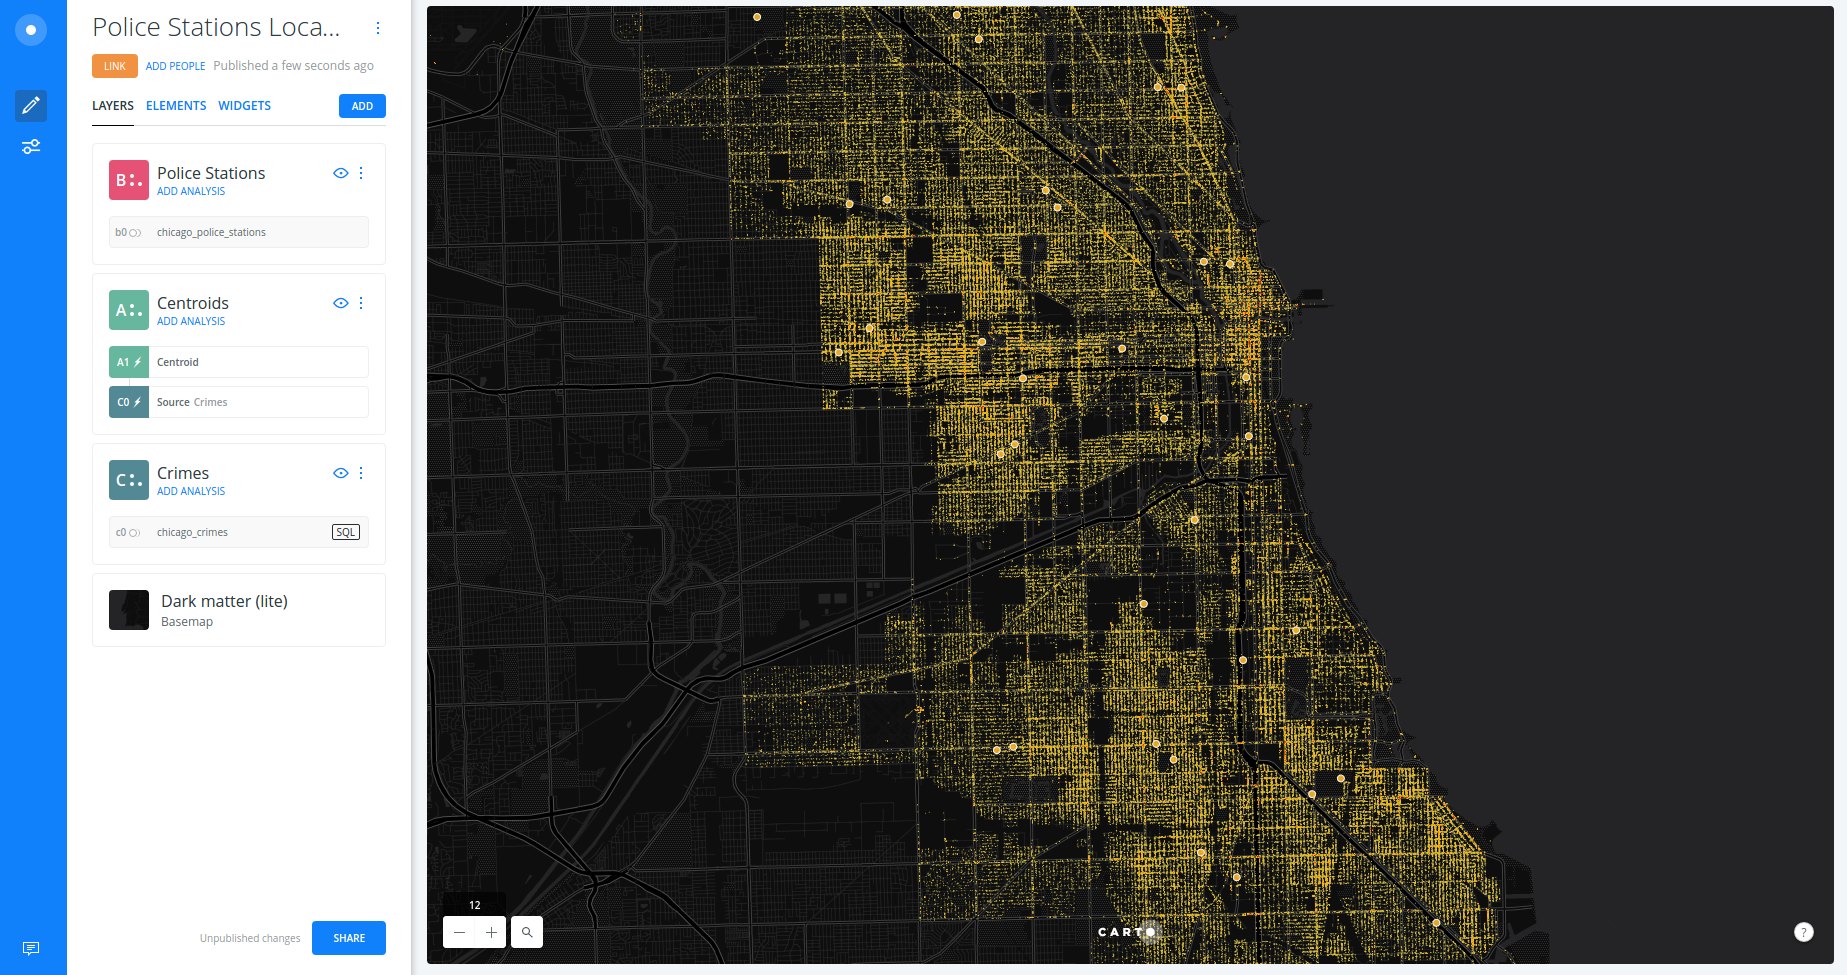 Police Stations Loca...
LINK ADD PEOPLE Published a few seconds ago
LAYERS ELEMENTS WIDGETS ADD
B
Police Stations
ADD ANALYSIS
b0 chicago_police_stations
A
Centroids
ADD ANALYSIS
A1 Centroid
C0 Source Crimes
C
Crimes
ADD ANALYSIS
c0 chicago_crimes SQL
Dark matter (lite)
Basemap
Unpublished changes SHARE
12
CARTO
?